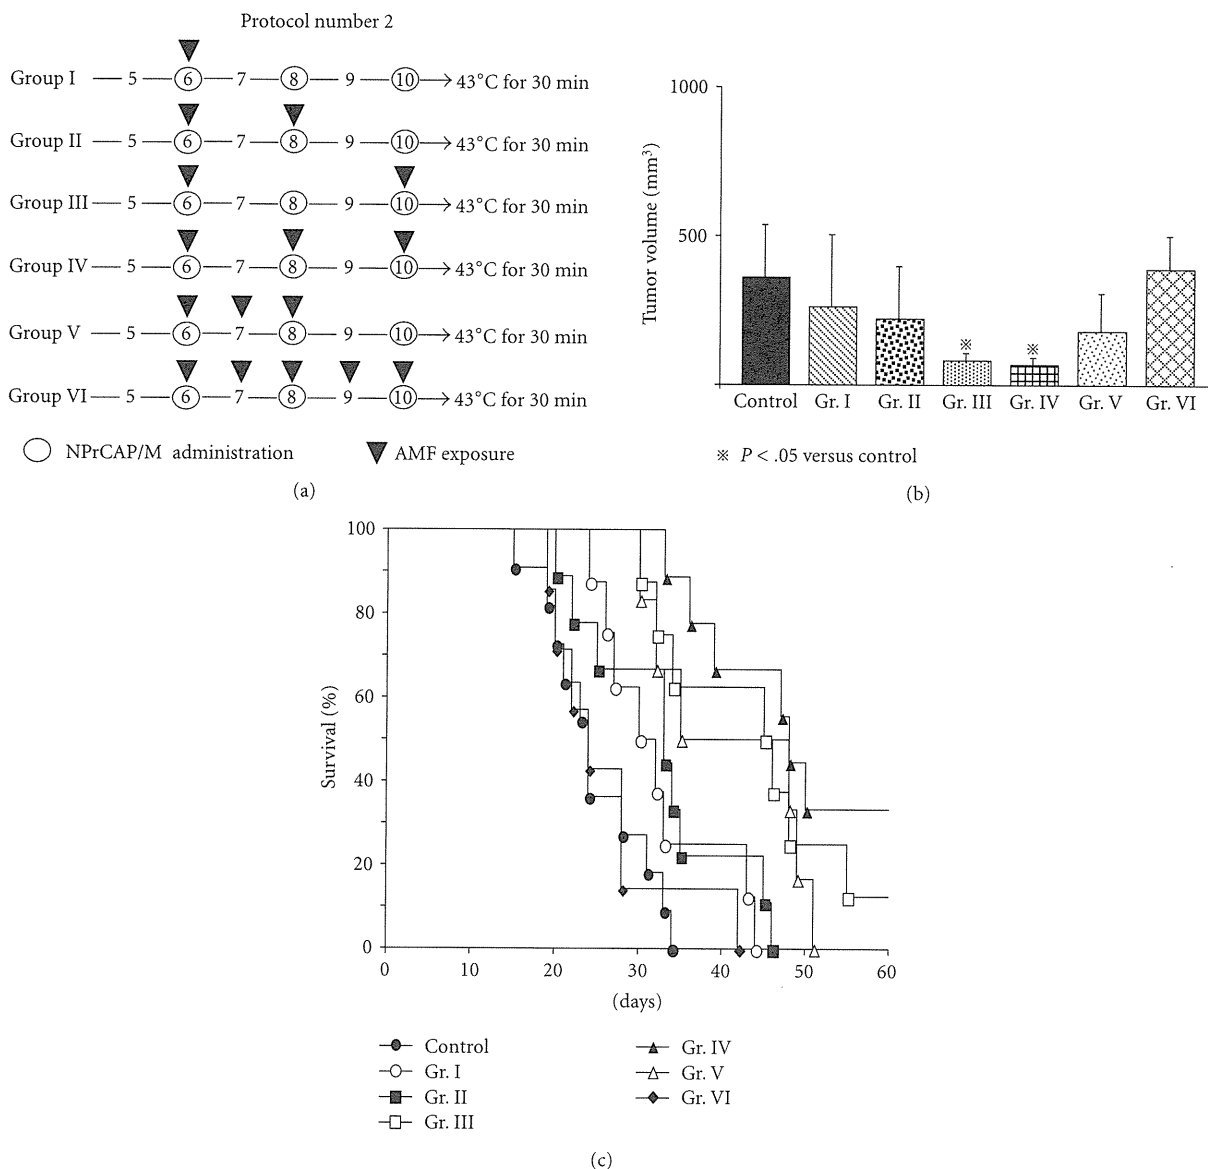 Protocol number 2
Group I 5 6 7 8 9 10 43°C for 30 min
Group II 5 6 7 8 9 10 43°C for 30 min
Group III 5 6 7 8 9 10 43°C for 30 min
Group IV 5 6 7 8 9 10 43°C for 30 min
Group V 5 6 7 8 9 10 43°C for 30 min
Group VI 5 6 7 8 9 10 43°C for 30 min
NPrCAP/M administration
AMF exposure
(a)
Tumor volume (mm³)
1000
500
0
※
※
Control Gr. I Gr. II Gr. III Gr. IV Gr. V Gr. VI
※ P < .05 versus control
(b)
Survival (%)
100
80
60
40
20
0
0 10 20 30 40 50 60
(days)
Control
Gr. I
Gr. II
Gr. III
Gr. IV
Gr. V
Gr. VI
(c)